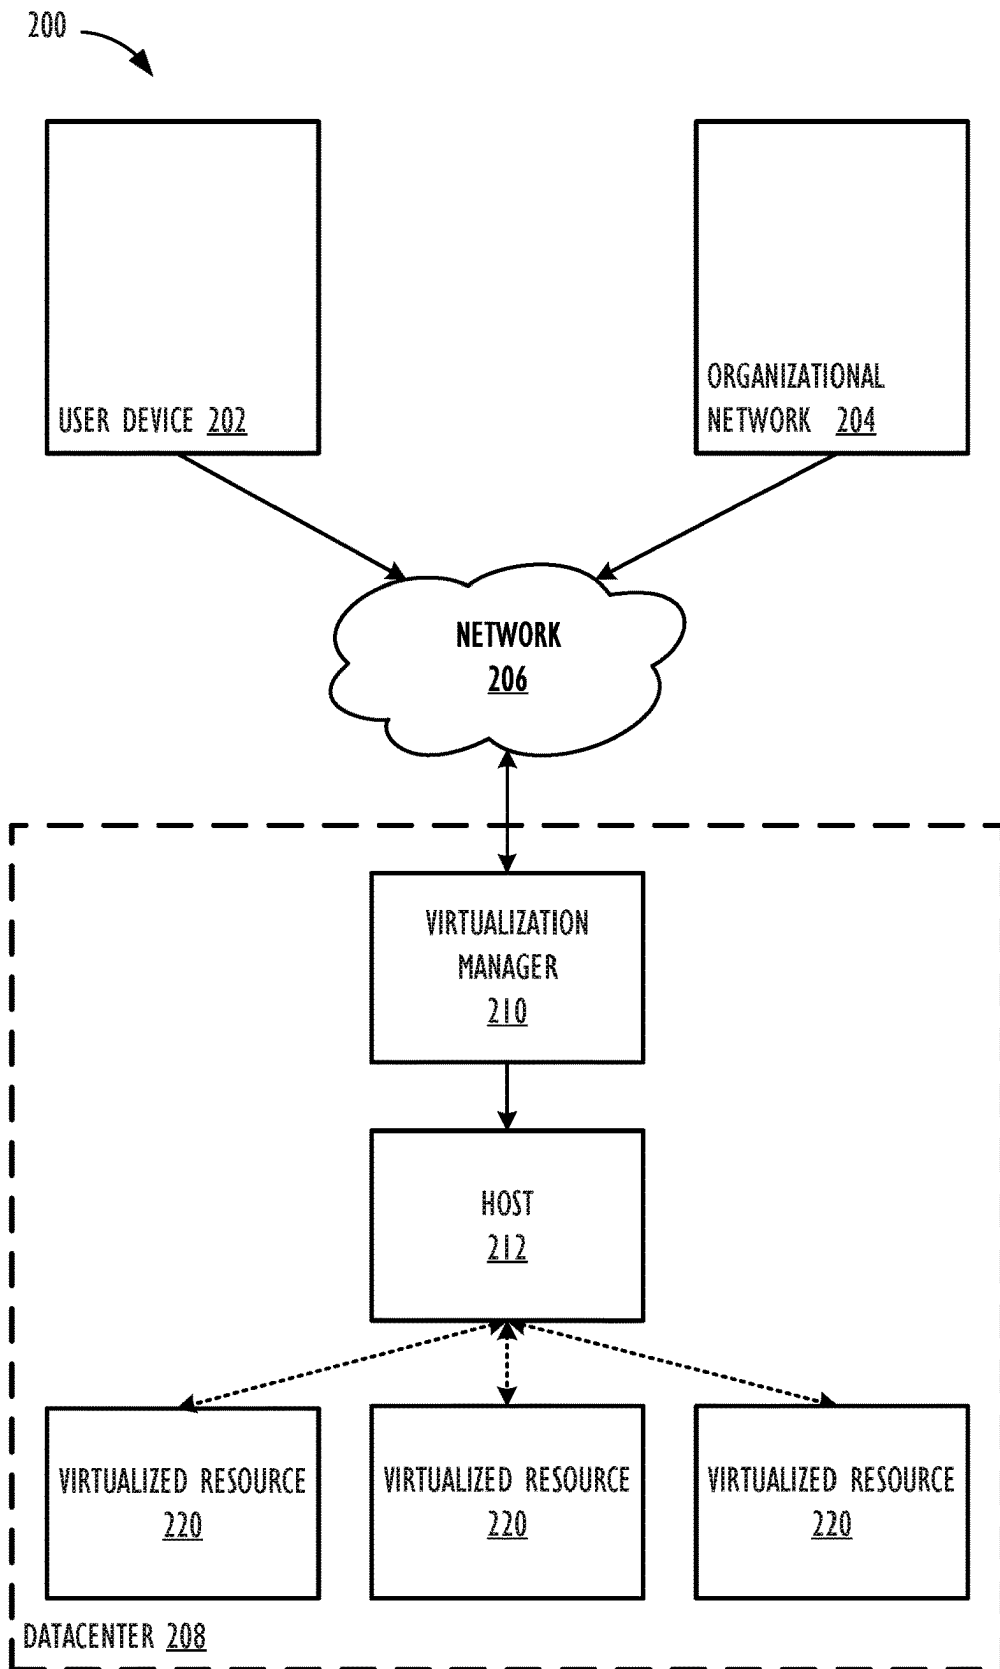 200
USER DEVICE 202
ORGANIZATIONAL
NETWORK 204
NETWORK
206
VIRTUALIZATION
MANAGER
210
HOST
212
VIRTUALIZED RESOURCE
220
VIRTUALIZED RESOURCE
220
VIRTUALIZED RESOURCE
220
DATACENTER 208